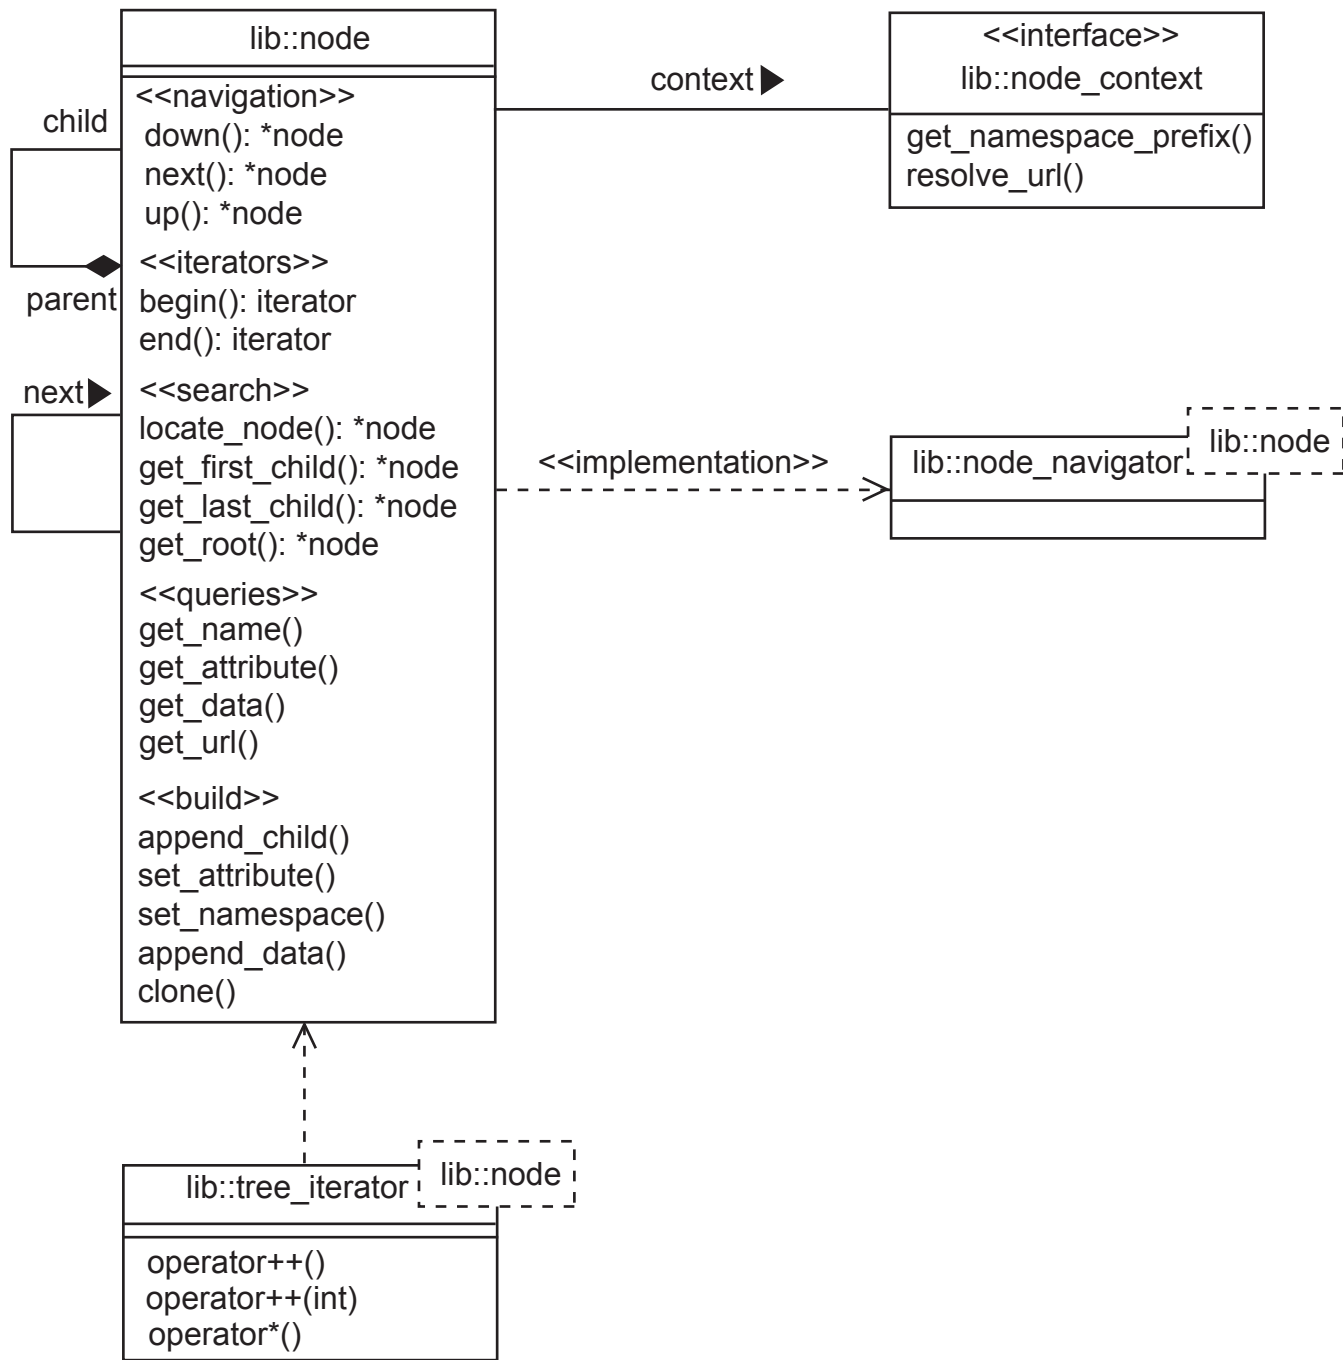 lib::node
<<navigation>>
down(): *node
next(): *node
up(): *node
<<iterators>>
begin(): iterator
end(): iterator
<<search>>
locate_node(): *node
get_first_child(): *node
get_last_child(): *node
get_root(): *node
<<queries>>
get_name()
get_attribute()
get_data()
get_url()
<<build>>
append_child()
set_attribute()
set_namespace()
append_data()
clone()
child
parent
next
context
<<interface>>
lib::node_context
get_namespace_prefix()
resolve_url()
<<implementation>>
lib::node_navigator
lib::node
lib::tree_iterator
lib::node
operator++()
operator++(int)
operator*()